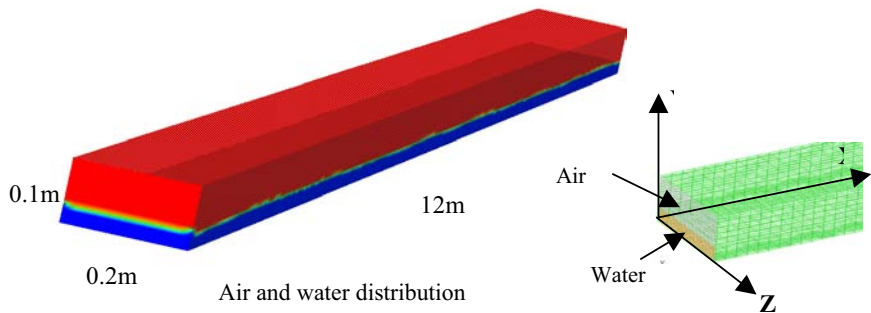 0.1m
12m
0.2m
Air and water distribution
Air
Water
Z